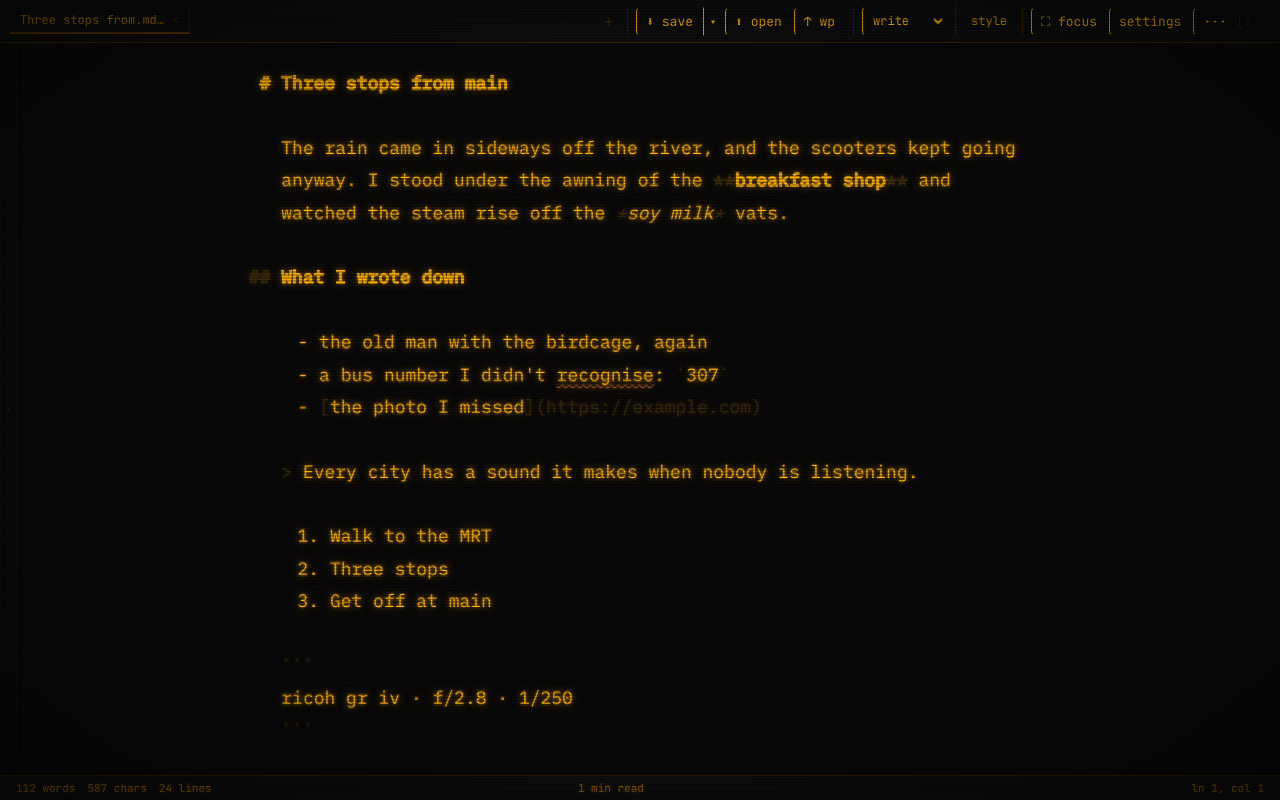 Three stops from.md… ×
+ ⬇ save ▾ ⬆ open ↑ wp write style ⛶ focus settings ···
# Three stops from main
The rain came in sideways off the river, and the scooters kept going
anyway. I stood under the awning of the **breakfast shop** and
watched the steam rise off the *soy milk* vats.
## What I wrote down
- the old man with the birdcage, again
- a bus number I didn't recognise: `307`
- [the photo I missed](https://example.com)
> Every city has a sound it makes when nobody is listening.
1. Walk to the MRT
2. Three stops
3. Get off at main
```
ricoh gr iv · f/2.8 · 1/250
```
112 words 587 chars 24 lines 1 min read ln 1, col 1